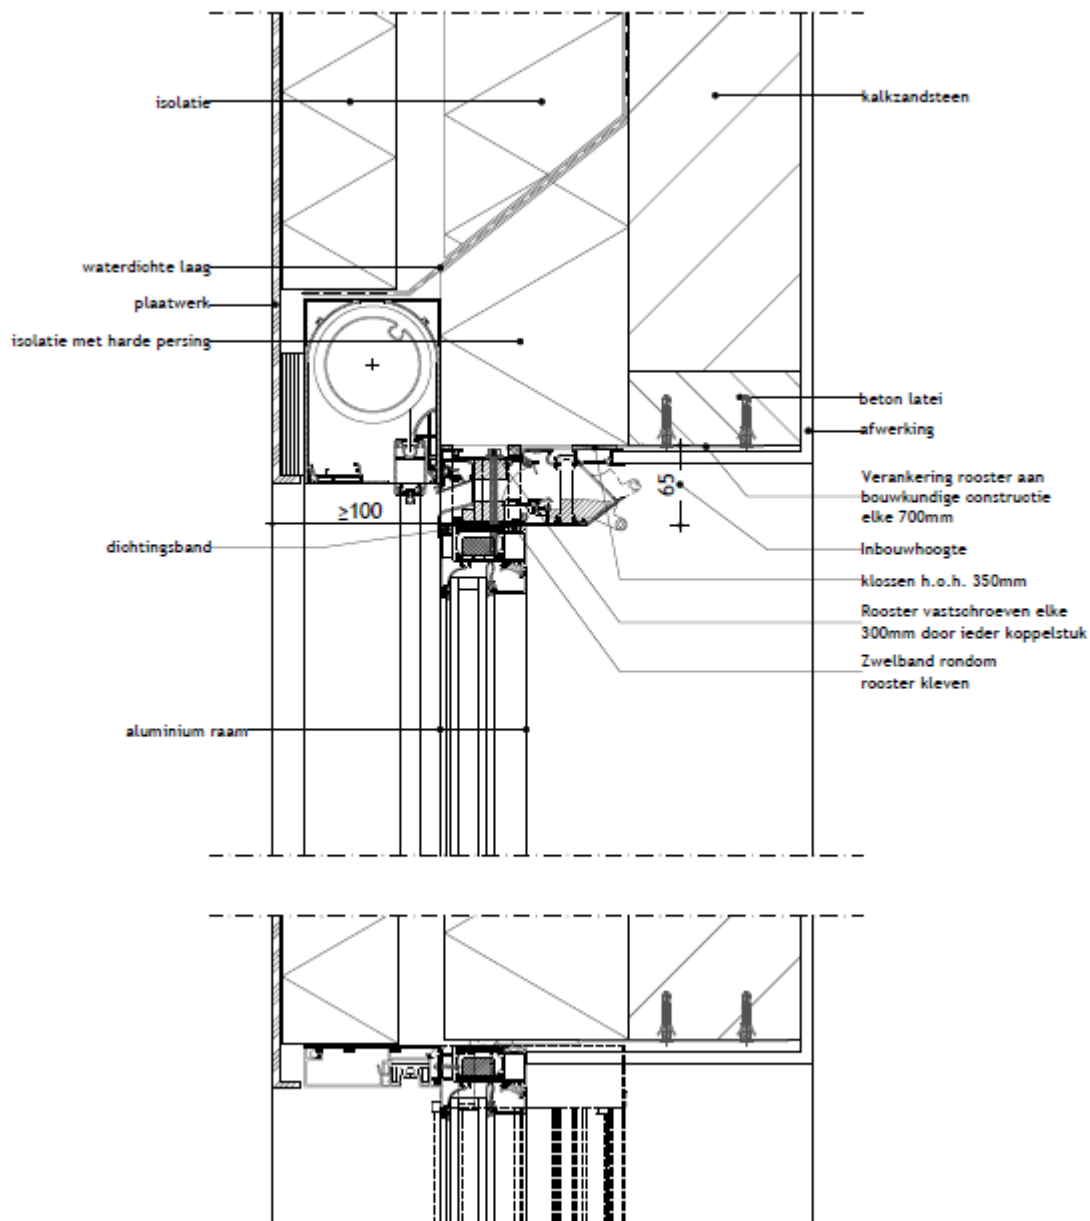 isolatie
kalkzandsteen
waterdichte laag
plaatwerk
isolatie met harde persing
beton latei
afwerking
Verankering rooster aan
bouwkundige constructie
elke 700mm
65
≥100
dichtingsband
Inbouwhoogte
klossen h.o.h. 350mm
Rooster vastschroeven elke
300mm door ieder koppelstuk
Zwelband rondom
rooster kleven
aluminium raam